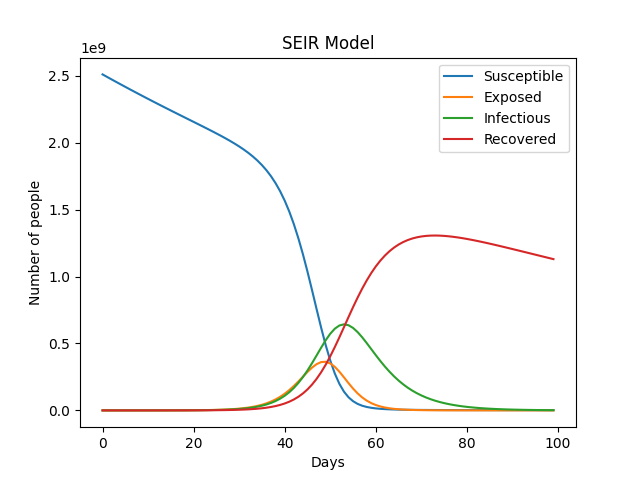 SEIR Model
1e9
2.5
2.0
1.5
1.0
0.5
0.0
Number of people
Susceptible
Exposed
Infectious
Recovered
0 20 40 60 80 100
Days